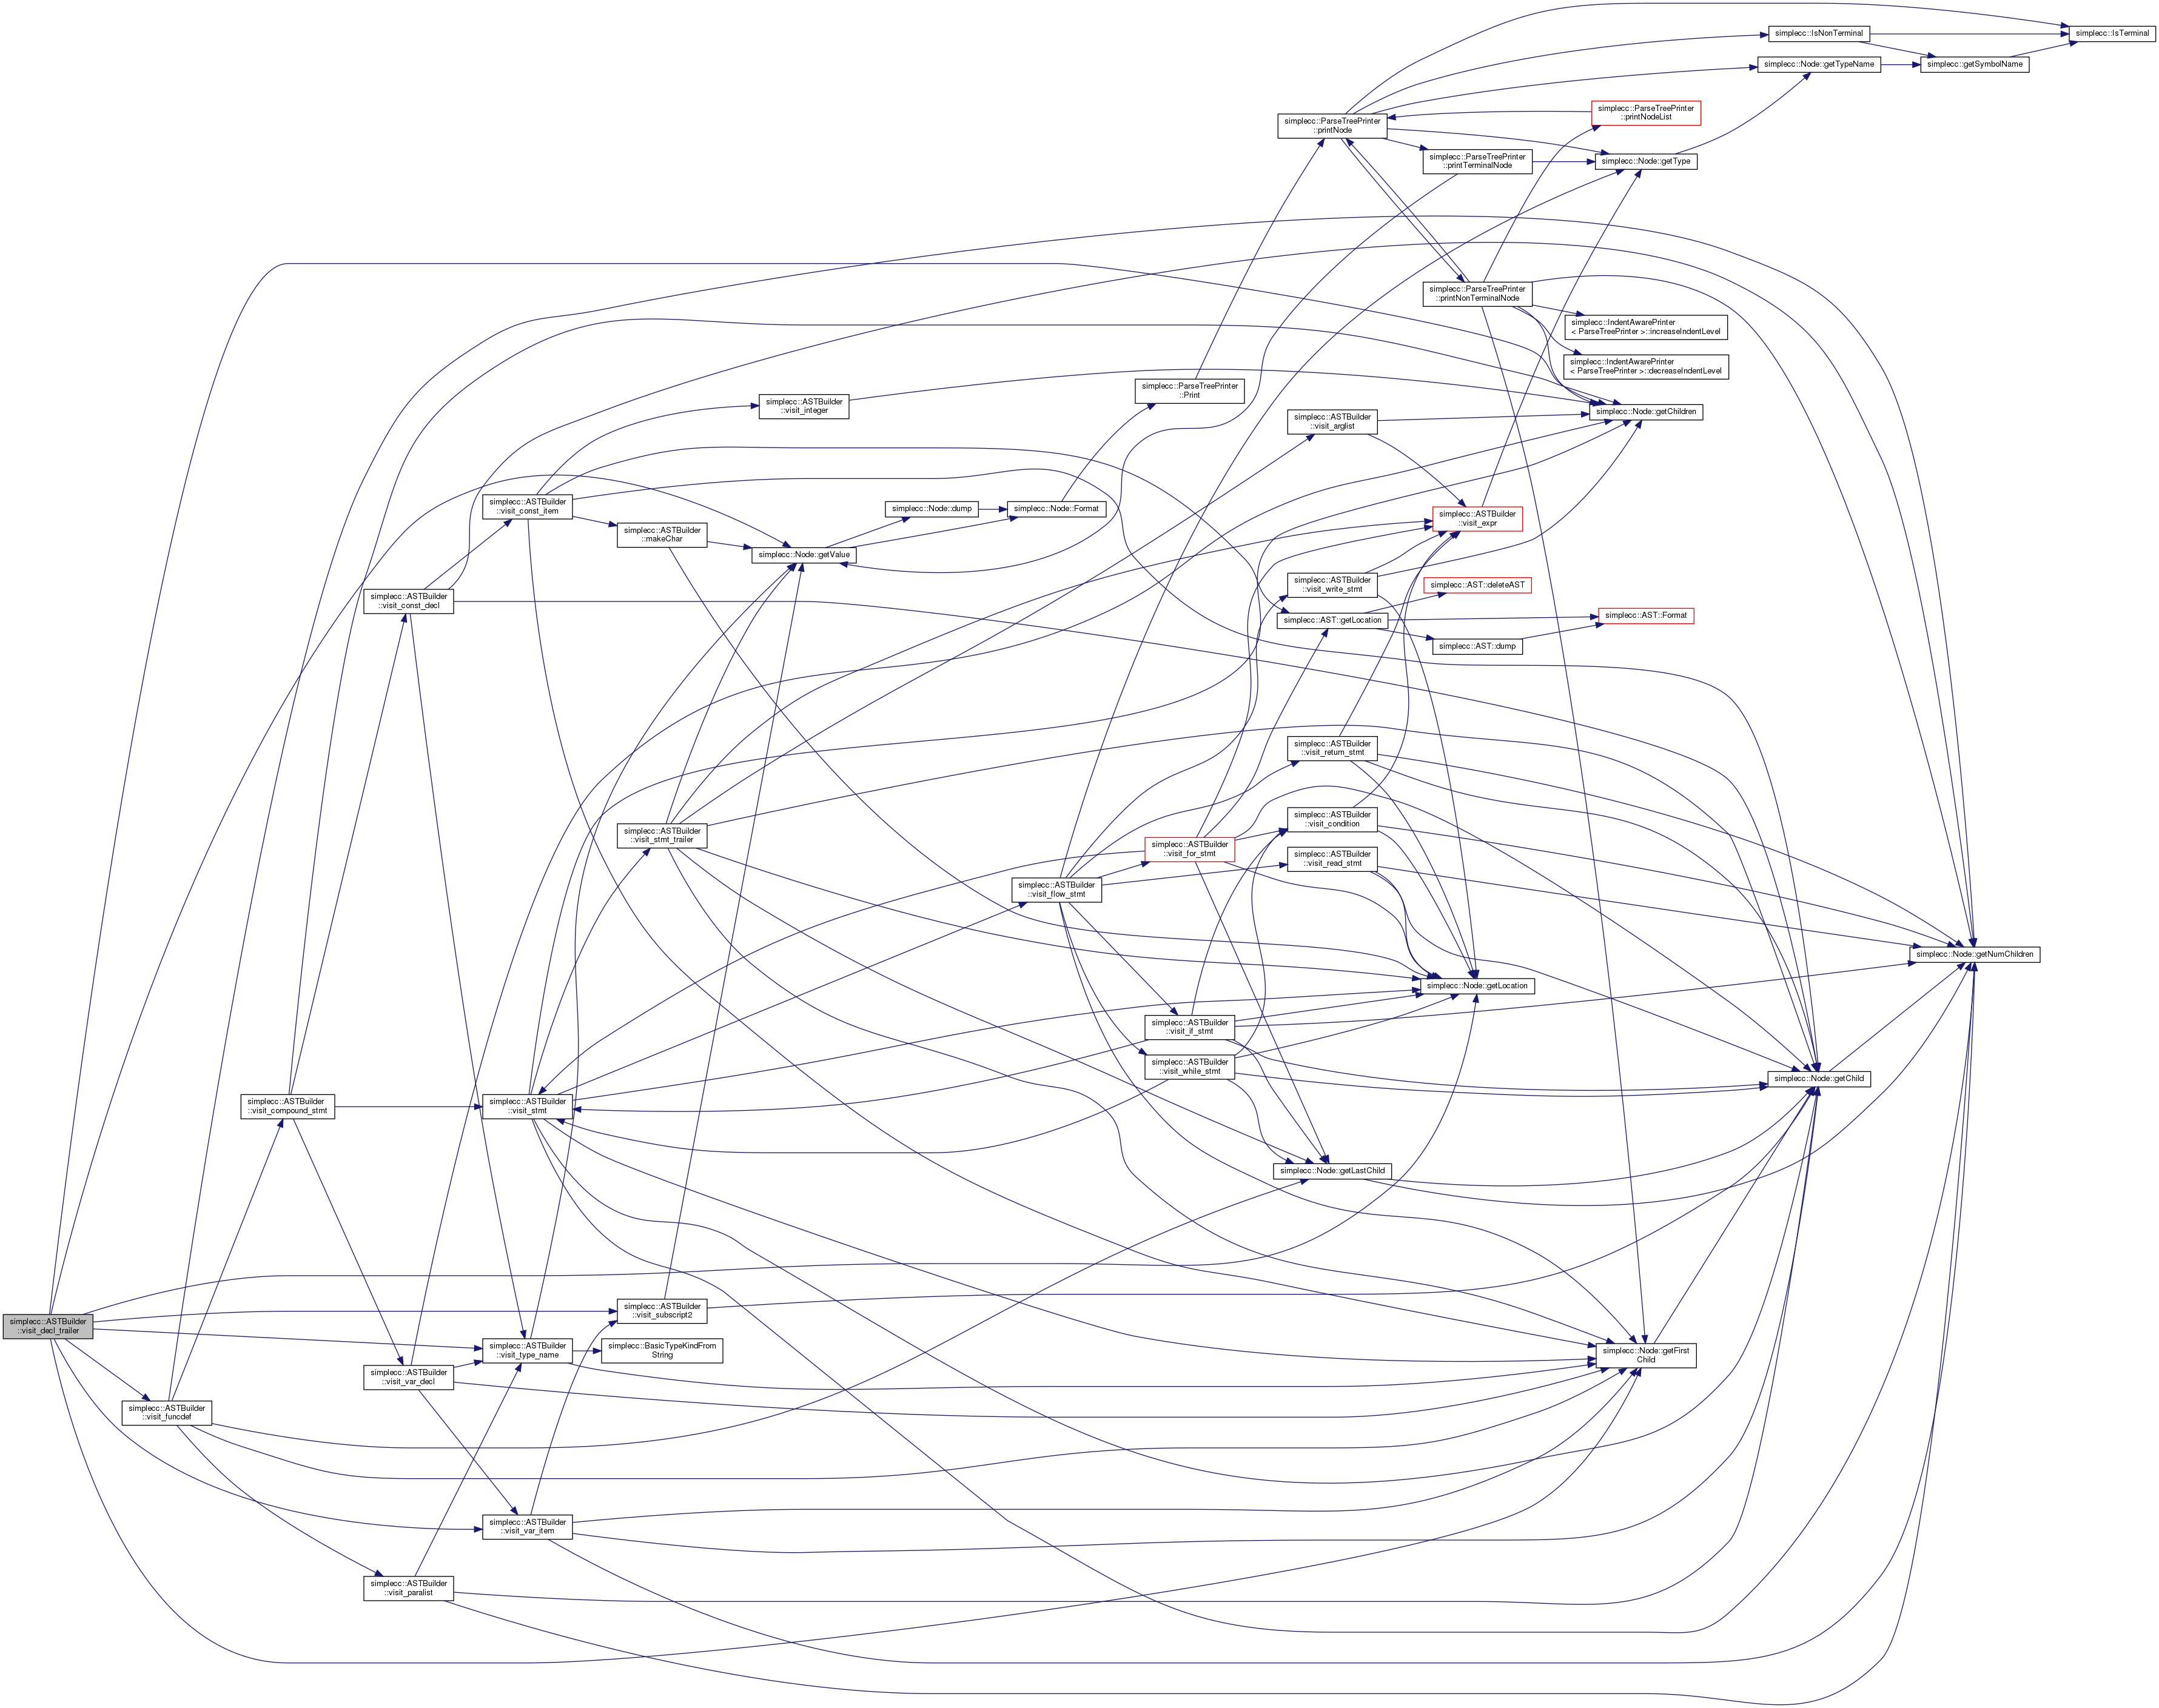 simplecc::IsNonTerminal
simplecc::IsTerminal
simplecc::Node::getTypeName
simplecc::getSymbolName
simplecc::ParseTreePrinter
::printNodeList
simplecc::ParseTreePrinter
::printNode
simplecc::ParseTreePrinter
::printTerminalNode
simplecc::Node::getType
simplecc::ParseTreePrinter
::printNonTerminalNode
simplecc::IndentAwarePrinter
< ParseTreePrinter >::increaseIndentLevel
simplecc::IndentAwarePrinter
< ParseTreePrinter >::decreaseIndentLevel
simplecc::ParseTreePrinter
::Print
simplecc::ASTBuilder
::visit_integer
simplecc::ASTBuilder
::visit_arglist
simplecc::Node::getChildren
simplecc::ASTBuilder
::visit_const_item
simplecc::Node::dump
simplecc::Node::Format
simplecc::ASTBuilder
::visit_expr
simplecc::ASTBuilder
::makeChar
simplecc::Node::getValue
simplecc::ASTBuilder
::visit_write_stmt
simplecc::AST::deleteAST
simplecc::ASTBuilder
::visit_const_decl
simplecc::AST::getLocation
simplecc::AST::Format
simplecc::AST::dump
simplecc::ASTBuilder
::visit_return_stmt
simplecc::ASTBuilder
::visit_stmt_trailer
simplecc::ASTBuilder
::visit_condition
simplecc::ASTBuilder
::visit_for_stmt
simplecc::ASTBuilder
::visit_read_stmt
simplecc::ASTBuilder
::visit_flow_stmt
simplecc::Node::getNumChildren
simplecc::Node::getLocation
simplecc::ASTBuilder
::visit_if_stmt
simplecc::ASTBuilder
::visit_while_stmt
simplecc::Node::getChild
simplecc::ASTBuilder
::visit_compound_stmt
simplecc::ASTBuilder
::visit_stmt
simplecc::Node::getLastChild
simplecc::ASTBuilder
::visit_decl_trailer
simplecc::ASTBuilder
::visit_subscript2
simplecc::ASTBuilder
::visit_type_name
simplecc::BasicTypeKindFrom
String
simplecc::Node::getFirst
Child
simplecc::ASTBuilder
::visit_var_decl
simplecc::ASTBuilder
::visit_funcdef
simplecc::ASTBuilder
::visit_var_item
simplecc::ASTBuilder
::visit_paralist